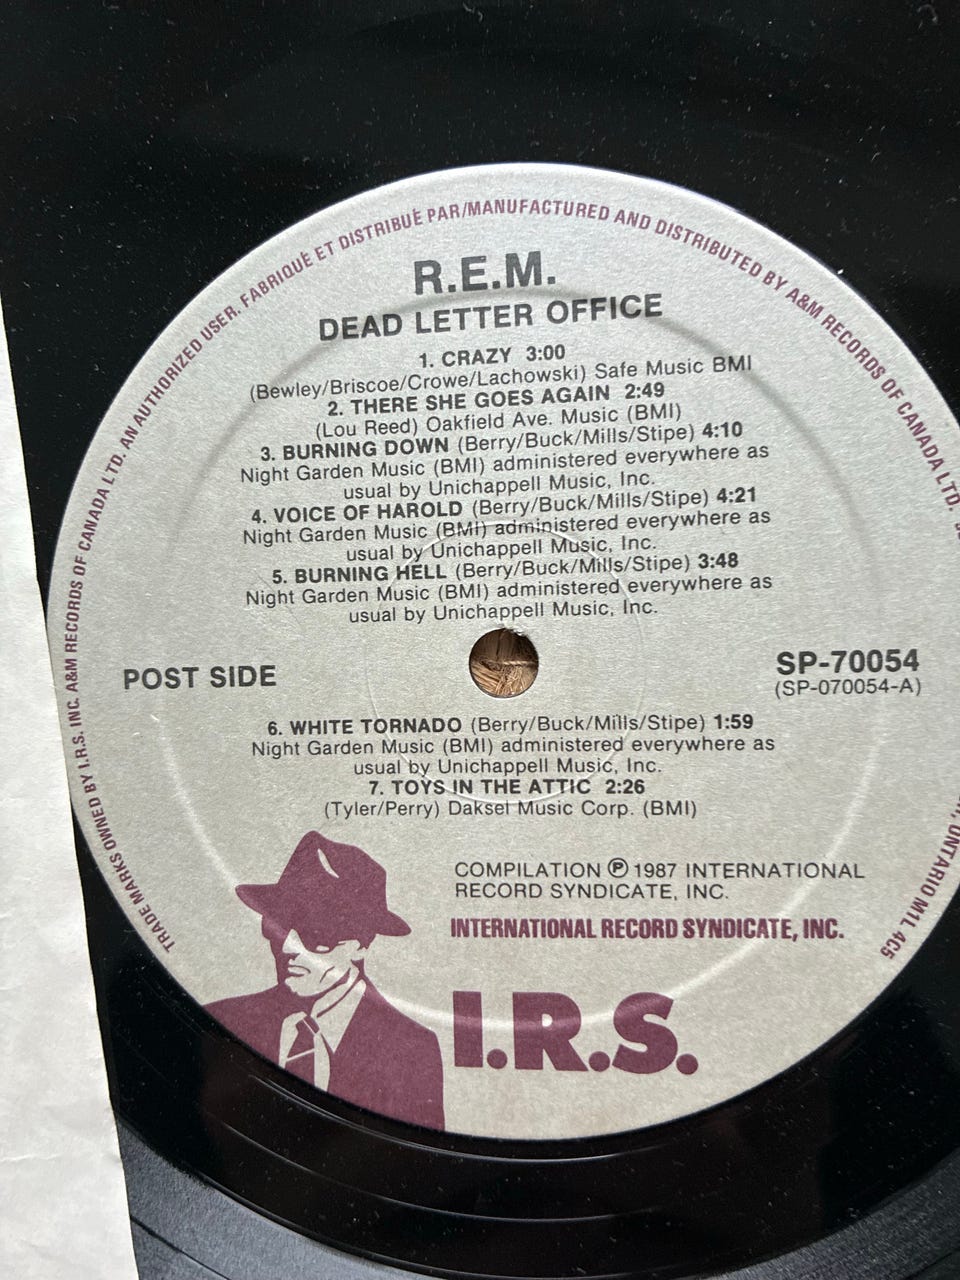 TRADE MARKS OWNED BY I.R.S. INC. A&M RECORDS OF CANADA LTD. AN AUTHORIZED USER. FABRIQUÈ ET DISTRIBUÈ PAR/MANUFACTURED AND DISTRIBUTED BY A&M RECORDS OF CANADA LTD.
ONTARIO M1L 4C5
R.E.M.
DEAD LETTER OFFICE
1. CRAZY 3:00
(Bewley/Briscoe/Crowe/Lachowski) Safe Music BMI
2. THERE SHE GOES AGAIN 2:49
(Lou Reed) Oakfield Ave. Music (BMI)
3. BURNING DOWN (Berry/Buck/Mills/Stipe) 4:10
Night Garden Music (BMI) administered everywhere as
usual by Unichappell Music, Inc.
4. VOICE OF HAROLD (Berry/Buck/Mills/Stipe) 4:21
Night Garden Music (BMI) administered everywhere as
usual by Unichappell Music, Inc.
5. BURNING HELL (Berry/Buck/Mills/Stipe) 3:48
Night Garden Music (BMI) administered everywhere as
usual by Unichappell Music, Inc.
POST SIDE
SP-70054
(SP-070054-A)
6. WHITE TORNADO (Berry/Buck/Mills/Stipe) 1:59
Night Garden Music (BMI) administered everywhere as
usual by Unichappell Music, Inc.
7. TOYS IN THE ATTIC 2:26
(Tyler/Perry) Daksel Music Corp. (BMI)
COMPILATION ℗ 1987 INTERNATIONAL
RECORD SYNDICATE, INC.
INTERNATIONAL RECORD SYNDICATE, INC.
I.R.S.